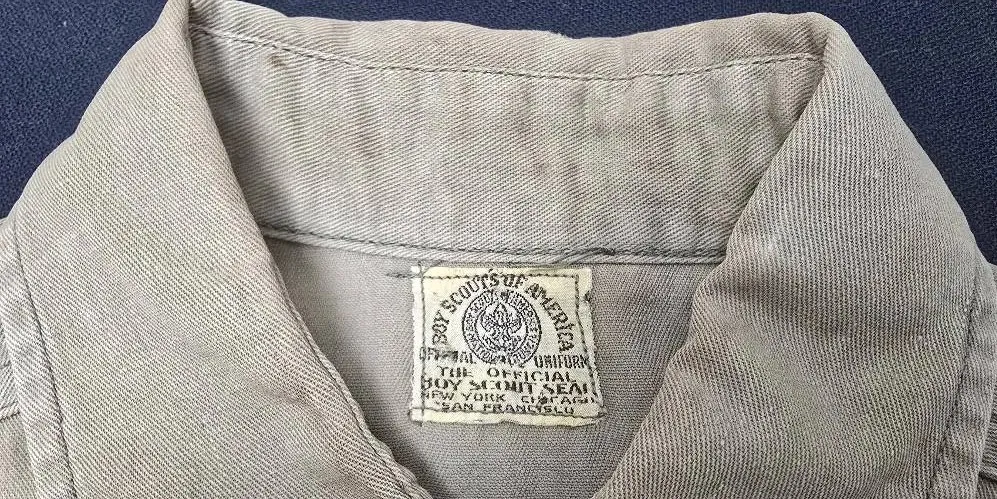 BOY SCOUTS OF AMERICA
OFFICIAL UNIFORM
THE OFFICIAL
BOY SCOUT SEAL
NEW YORK CHICAGO
SAN FRANCISCO